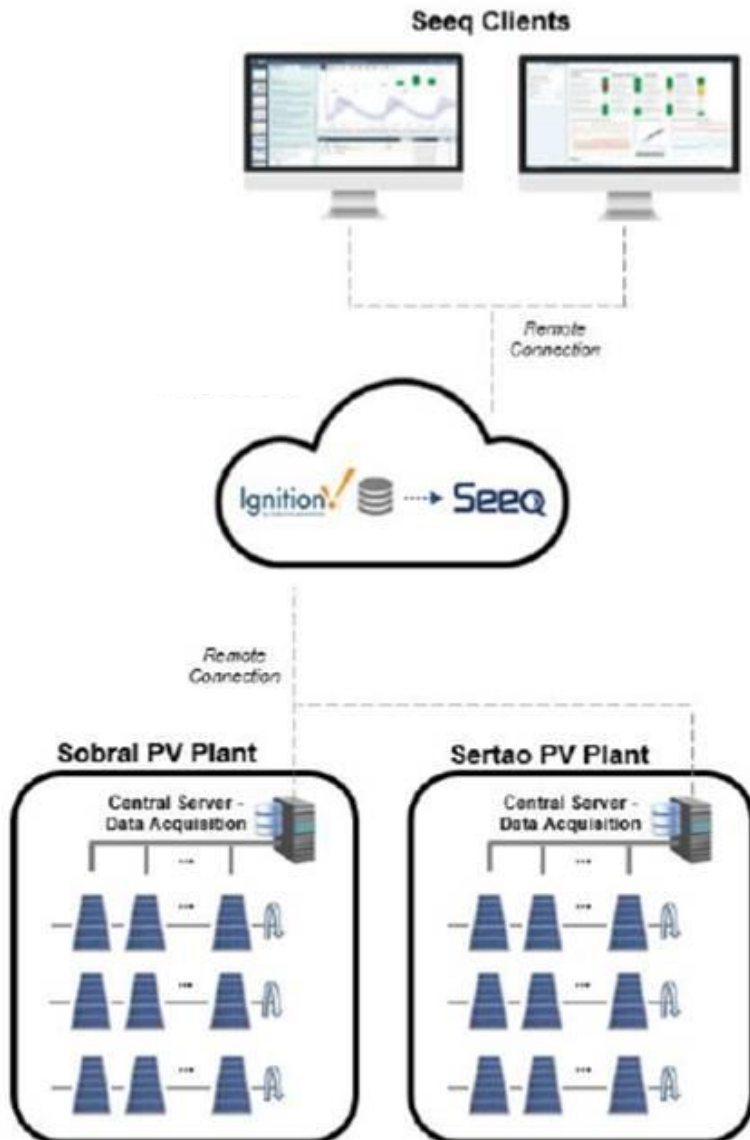 Seeq Clients
Remote
Connection
Ignition!
Seeq
Remote
Connection
Sobral PV Plant
Central Server -
Data Acquisition
...
...
...
...
Sertao PV Plant
Central Server -
Data Acquisition
...
...
...
...